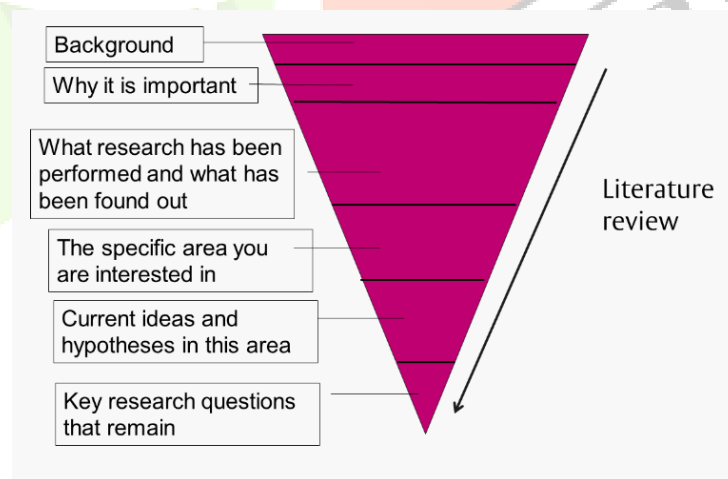 Background
Why it is important
What research has been
performed and what has
been found out
The specific area you
are interested in
Current ideas and
hypotheses in this area
Key research questions
that remain
Literature
review